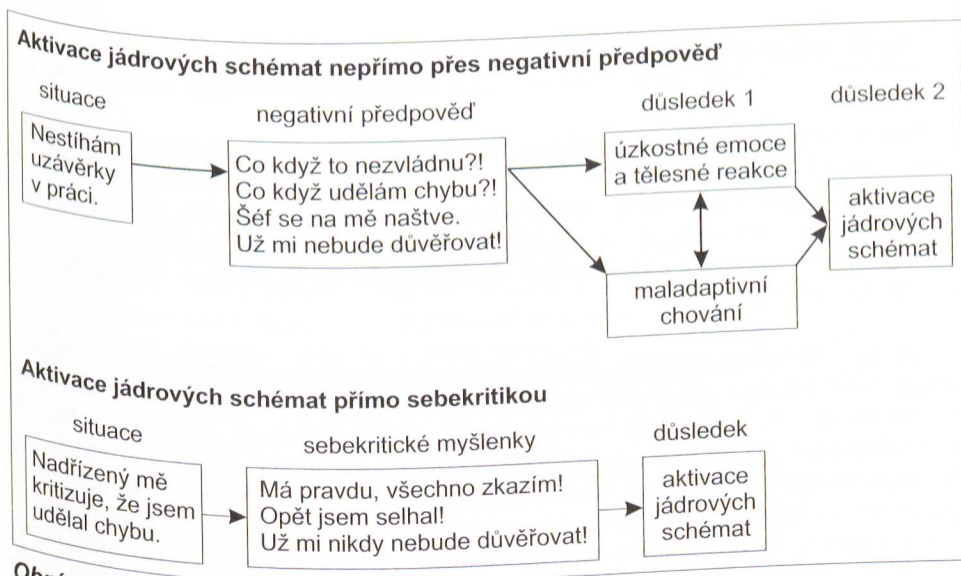 Aktivace jádrových schémat nepřímo přes negativní předpověď
situace
negativní předpověď
důsledek 1
důsledek 2
Nestíhám
uzávěrky
v práci.
Co když to nezvládnu?!
Co když udělám chybu?!
Šéf se na mě naštve.
Už mi nebude důvěřovat!
úzkostné emoce
a tělesné reakce
maladaptivní
chování
aktivace
jádrových
schémat
Aktivace jádrových schémat přímo sebekritikou
situace
sebekritické myšlenky
důsledek
Nadřízený mě
kritizuje, že jsem
udělal chybu.
Má pravdu, všechno zkazím!
Opět jsem selhal!
Už mi nikdy nebude důvěřovat!
aktivace
jádrových
schémat